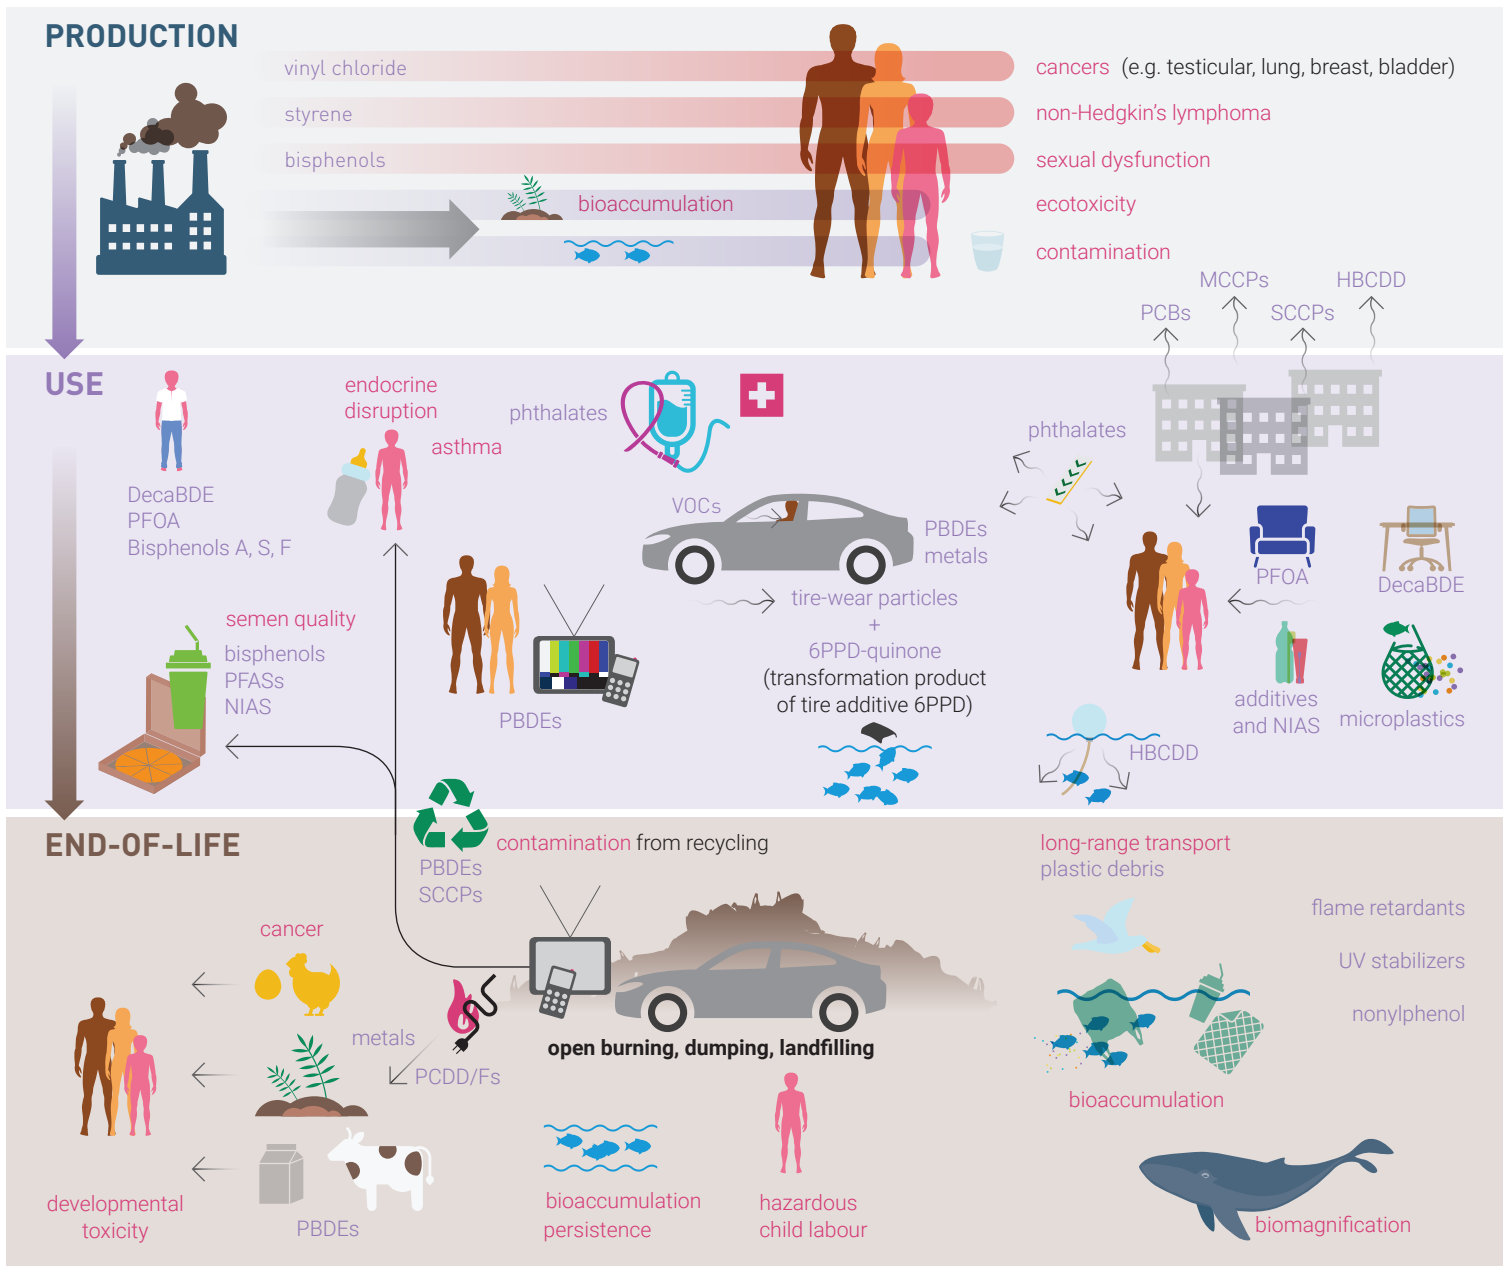 PRODUCTION
vinyl chloride
cancers (e.g. testicular, lung, breast, bladder)
styrene
non-Hedgkin's lymphoma
bisphenols
sexual dysfunction
bioaccumulation
ecotoxicity
contamination
MCCPs
HBCDD
PCBs
SCCPs
USE
endocrine
disruption
asthma
phthalates
phthalates
DecaBDE
PFOA
Bisphenols A, S, F
VOCs
PBDEs
metals
PFOA
DecaBDE
tire-wear particles
+
6PPD-quinone
(transformation product
of tire additive 6PPD)
semen quality
bisphenols
PFASs
NIAS
PBDEs
additives
and NIAS
microplastics
HBCDD
END-OF-LIFE
contamination from recycling
PBDEs
SCCPs
long-range transport
plastic debris
flame retardants
UV stabilizers
nonylphenol
cancer
metals
PCDD/Fs
open burning, dumping, landfilling
bioaccumulation
developmental
toxicity
PBDEs
bioaccumulation
persistence
hazardous
child labour
biomagnification